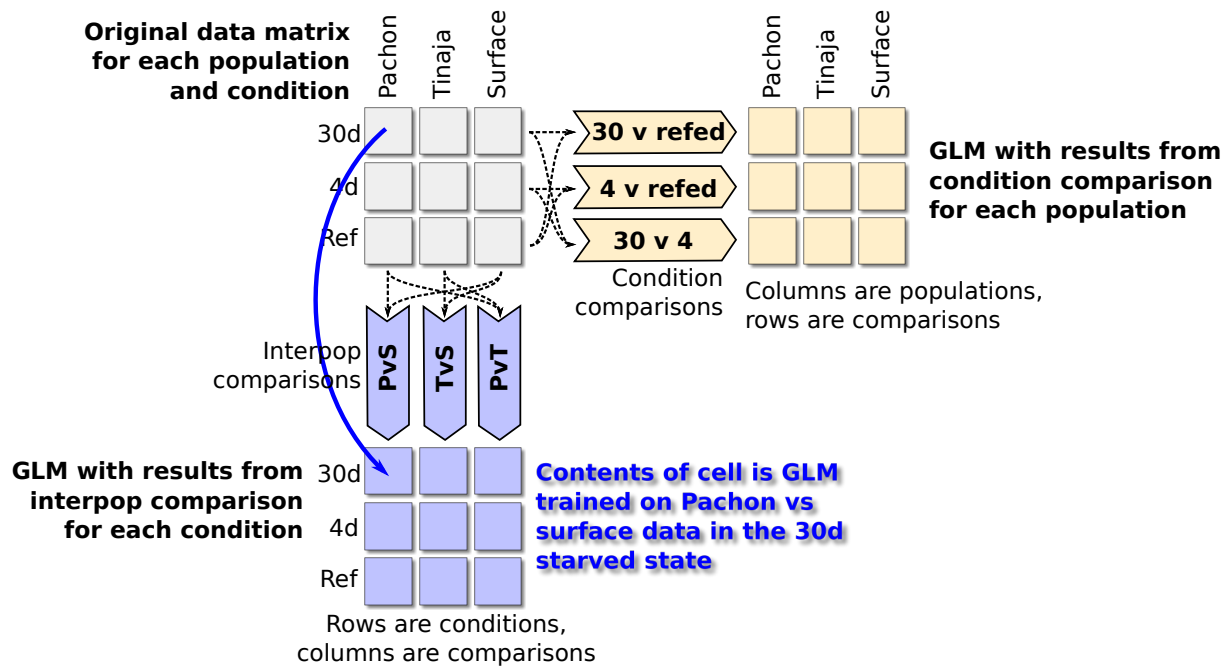 Original data matrix
for each population
and condition
Pachon
Tinaja
Surface
30d
4d
Ref
30 v refed
4 v refed
30 v 4
Condition
comparisons
Pachon
Tinaja
Surface
GLM with results from
condition comparison
for each population
Columns are populations,
rows are comparisons
Interpop
comparisons
PvS
TvS
PvT
GLM with results from
interpop comparison
for each condition
30d
4d
Ref
Contents of cell is GLM
trained on Pachon vs
surface data in the 30d
starved state
Rows are conditions,
columns are comparisons